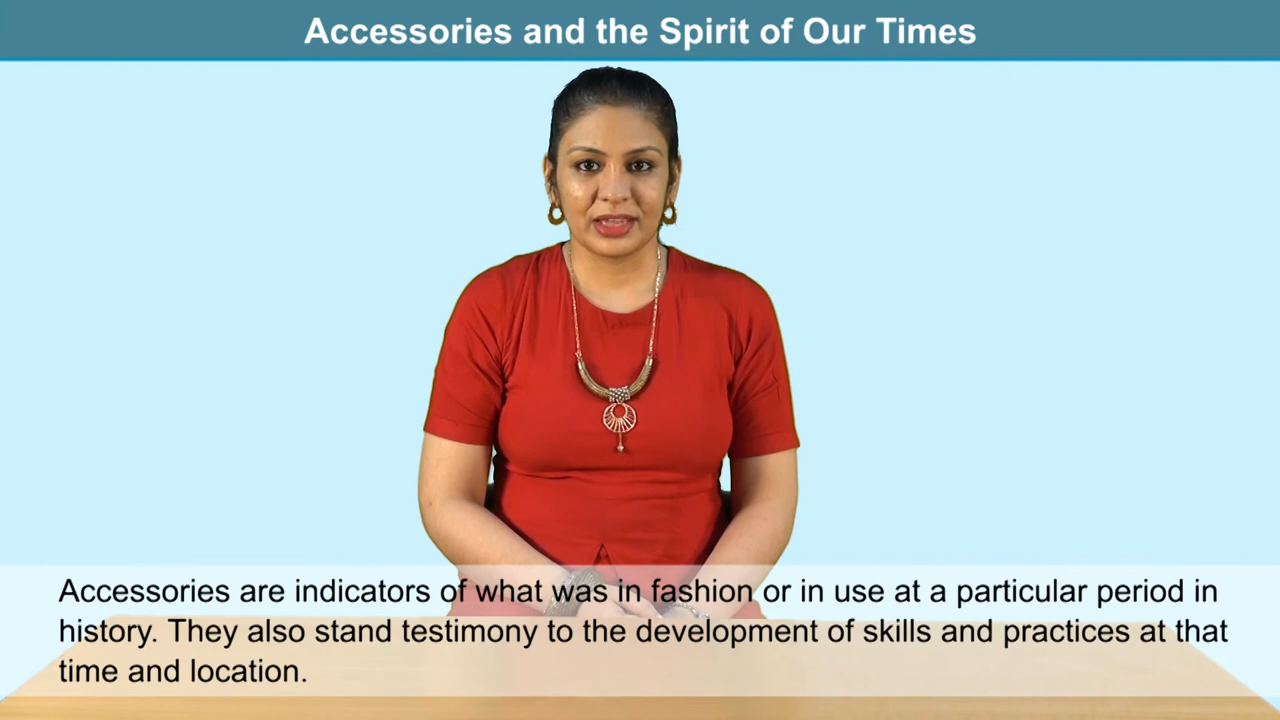 Accessories and the Spirit of Our Times
Accessories are indicators of what was in fashion or in use at a particular period in
history. They also stand testimony to the development of skills and practices at that
time and location.